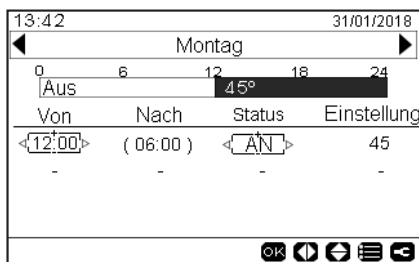 13:42 31/01/2018
Montag
0 6 12 18 24
Aus 45º
Von Nach Status Einstellung
12:00 ( 06:00 ) AN 45
- - - -
OK